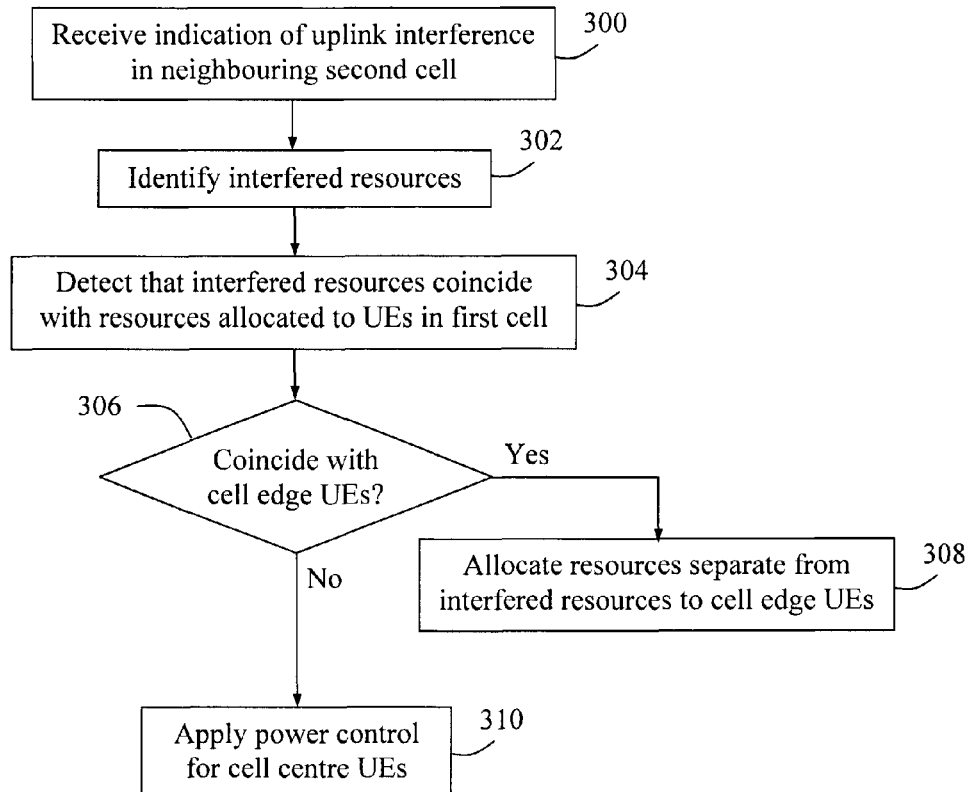 Receive indication of uplink interference
in neighbouring second cell
300
302
Identify interfered resources
304
Detect that interfered resources coincide
with resources allocated to UEs in first cell
306
Coincide with
cell edge UEs?
Yes
No
308
Allocate resources separate from
interfered resources to cell edge UEs
310
Apply power control
for cell centre UEs